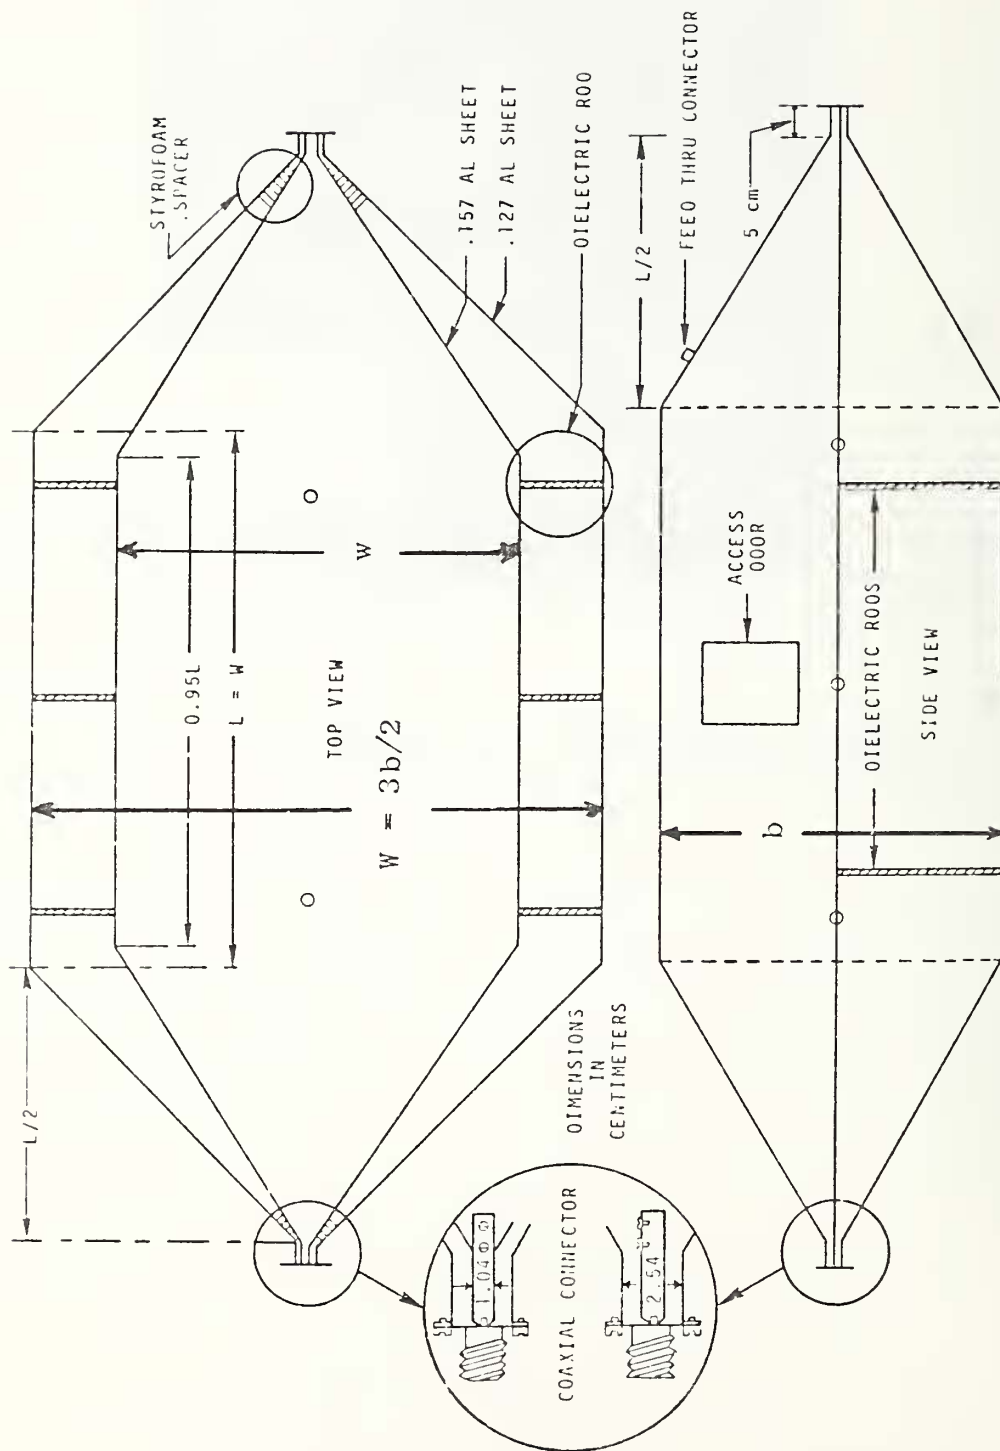 STYROFOAM
.SPACER
.157 AL SHEET
.127 AL SHEET
OIELECTRIC ROO
L/2
0.95L
L = W
w
TOP VIEW
W = 3b/2
OIMENSIONS
IN
CENTIMETERS
1.04
COAXIAL CONNECTOR
2.54
FEEO THRU CONNECTOR
L/2
5 cm
ACCESS
OOOR
OIELECTRIC ROOS
SIDE VIEW
b